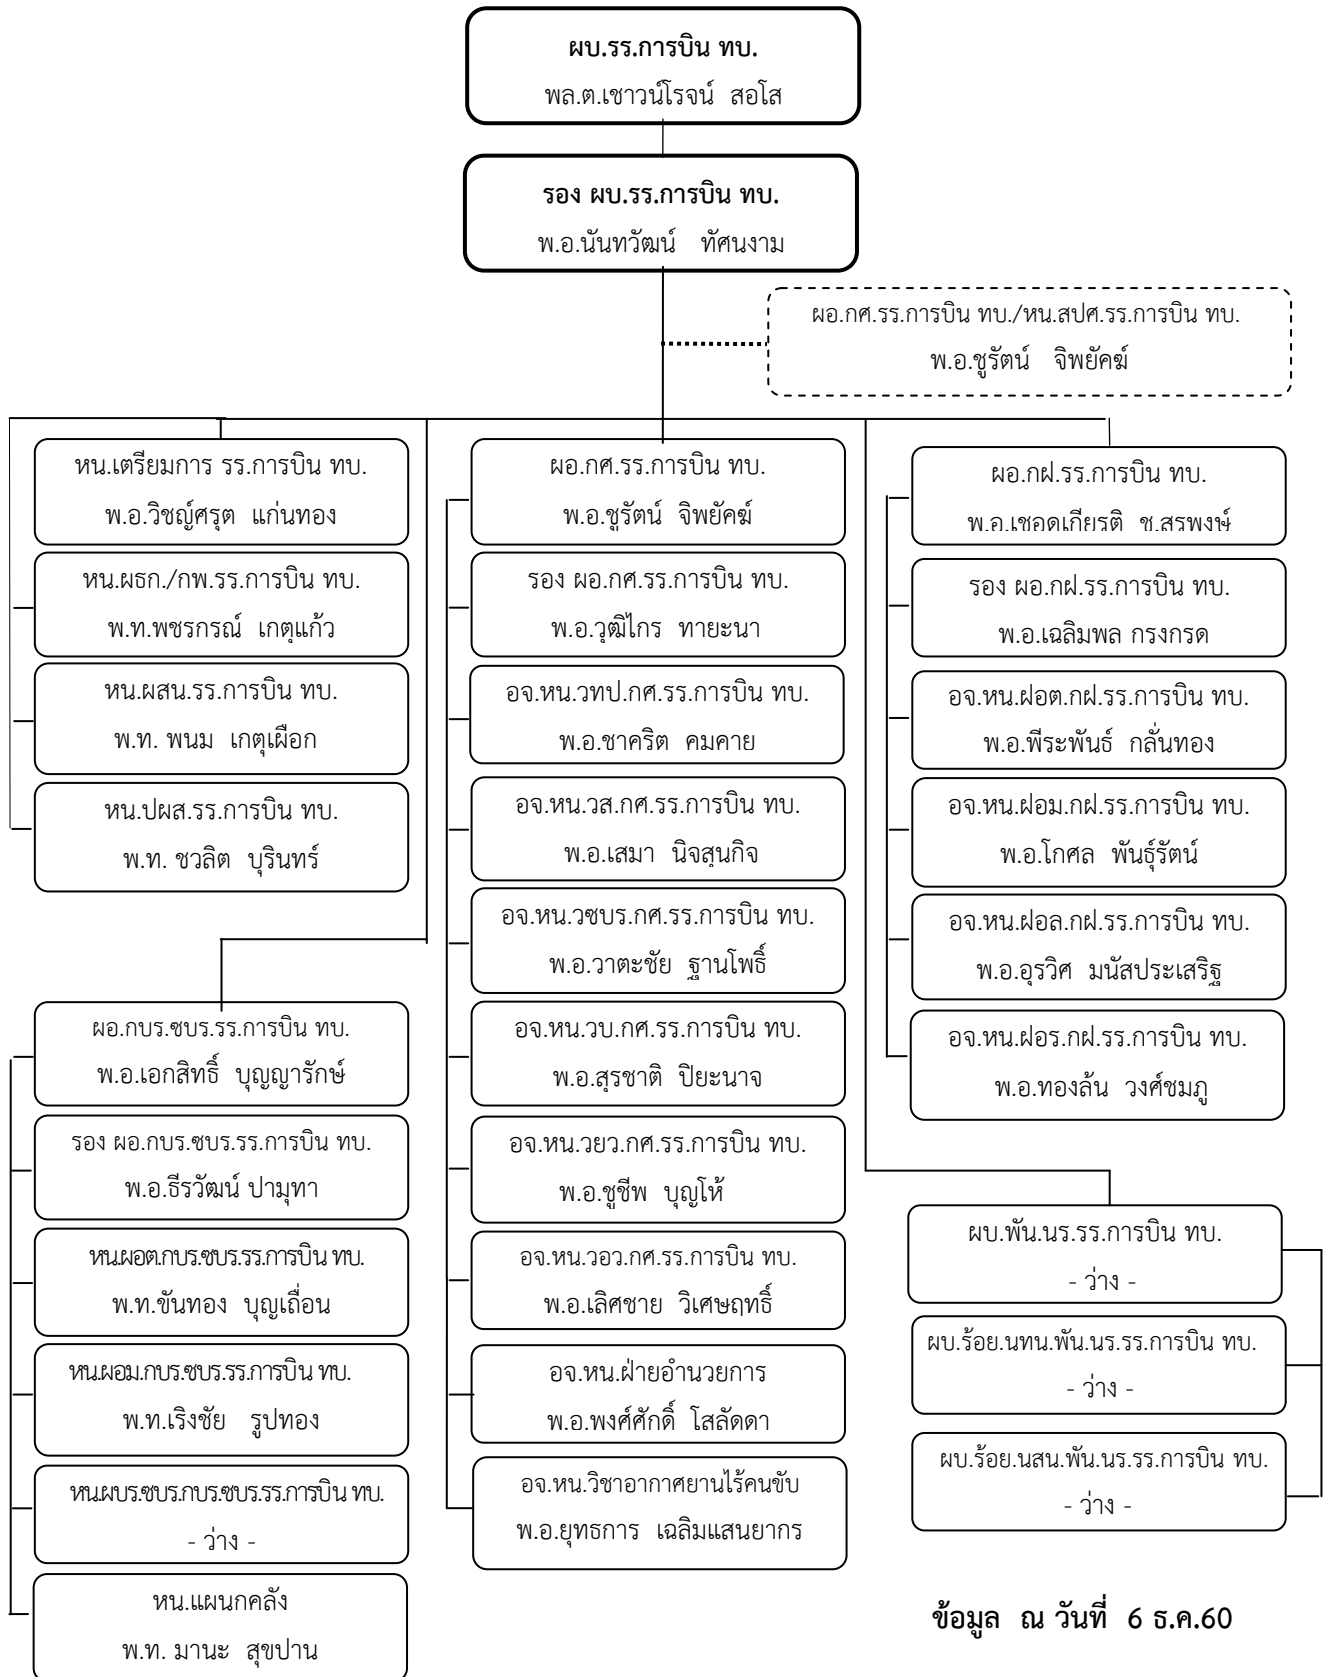 ผบ.รร.การบิน ทบ.
พล.ต.เชาวน์โรจน์ สอโส
รอง ผบ.รร.การบิน ทบ.
พ.อ.นันทวัฒน์ ทัศนงาม
ผอ.กศ.รร.การบิน ทบ./หน.สปศ.รร.การบิน ทบ.
พ.อ.ชูรัตน์ จิพยัคฆ์
หน.เตรียมการ รร.การบิน ทบ.
พ.อ.วิชญ์ศรุต แก่นทอง
หน.ผธก./กพ.รร.การบิน ทบ.
พ.ท.พชรกรณ์ เกตุแก้ว
หน.ผสน.รร.การบิน ทบ.
พ.ท. พนม เกตุเผือก
หน.ปผส.รร.การบิน ทบ.
พ.ท. ชวลิต บุรินทร์
ผอ.กบร.ซบร.รร.การบิน ทบ.
พ.อ.เอกสิทธิ์ บุญญารักษ์
รอง ผอ.กบร.ซบร.รร.การบิน ทบ.
พ.อ.ธีรวัฒน์ ปามุทา
หน.ผอต.กบร.ซบร.รร.การบิน ทบ.
พ.ท.ขันทอง บุญเถื่อน
หน.ผอม.กบร.ซบร.รร.การบิน ทบ.
พ.ท.เริงชัย รูปทอง
หน.ผบร.ซบร.กบร.ซบร.รร.การบิน ทบ.
- ว่าง -
หน.แผนกคลัง
พ.ท. มานะ สุขปาน
ผอ.กศ.รร.การบิน ทบ.
พ.อ.ชูรัตน์ จิพยัคฆ์
รอง ผอ.กศ.รร.การบิน ทบ.
พ.อ.วุฒิไกร ทายะนา
อจ.หน.วทป.กศ.รร.การบิน ทบ.
พ.อ.ชาคริต คมคาย
อจ.หน.วส.กศ.รร.การบิน ทบ.
พ.อ.เสมา นิจสุนกิจ
อจ.หน.วซบร.กศ.รร.การบิน ทบ.
พ.อ.วาตะชัย ฐานโพธิ์
อจ.หน.วบ.กศ.รร.การบิน ทบ.
พ.อ.สุรชาติ ปิยะนาจ
อจ.หน.วยว.กศ.รร.การบิน ทบ.
พ.อ.ชูชีพ บุญโห้
อจ.หน.วอว.กศ.รร.การบิน ทบ.
พ.อ.เลิศชาย วิเศษฤทธิ์
อจ.หน.ฝ่ายอำนวยการ
พ.อ.พงศ์ศักดิ์ โสลัดดา
อจ.หน.วิชาอากาศยานไร้คนขับ
พ.อ.ยุทธการ เฉลิมแสนยากร
ผอ.กฝ.รร.การบิน ทบ.
พ.อ.เชอดเกียรติ ช.สรพงษ์
รอง ผอ.กฝ.รร.การบิน ทบ.
พ.อ.เฉลิมพล กรงกรด
อจ.หน.ฝอต.กฝ.รร.การบิน ทบ.
พ.อ.พีระพันธ์ กลั่นทอง
อจ.หน.ฝอม.กฝ.รร.การบิน ทบ.
พ.อ.โกศล พันธุ์รัตน์
อจ.หน.ฝอล.กฝ.รร.การบิน ทบ.
พ.อ.อุรวิศ มนัสประเสริฐ
อจ.หน.ฝอร.กฝ.รร.การบิน ทบ.
พ.อ.ทองล้น วงศ์ชมภู
ผบ.พัน.นร.รร.การบิน ทบ.
- ว่าง -
ผบ.ร้อย.นทน.พัน.นร.รร.การบิน ทบ.
- ว่าง -
ผบ.ร้อย.นสน.พัน.นร.รร.การบิน ทบ.
- ว่าง -
ข้อมูล ณ วันที่ 6 ธ.ค.60